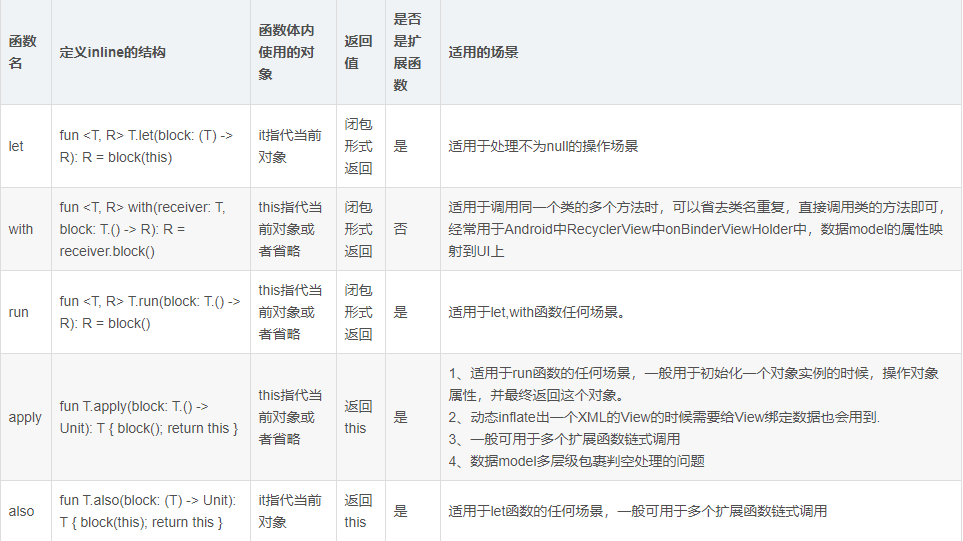 函数名
定义inline的结构
函数体内使用的对象
返回值
是否是扩展函数
适用的场景
let
fun <T, R> T.let(block: (T) ->
R): R = block(this)
it指代当前
对象
闭包
形式
返回
是
适用于处理不为null的操作场景
with
fun <T, R> with(receiver: T,
block: T.() -> R): R =
receiver.block()
this指代当
前对象或
者省略
闭包
形式
返回
否
适用于调用同一个类的多个方法时，可以省去类名重复，直接调用类的方法即可，
经常用于Android中RecyclerView中onBinderViewHolder中，数据model的属性映
射到UI上
run
fun <T, R> T.run(block: T.() ->
R): R = block()
this指代当
前对象或
者省略
闭包
形式
返回
是
适用于let,with函数任何场景。
apply
fun T.apply(block: T.() ->
Unit): T { block(); return this }
this指代当
前对象或
者省略
返回
this
是
1、适用于run函数的任何场景，一般用于初始化一个对象实例的时候，操作对象
属性，并最终返回这个对象。
2、动态inflate出一个XML的View的时候需要给View绑定数据也会用到.
3、一般可用于多个扩展函数链式调用
4、数据model多层级包裹判空处理的问题
also
fun T.also(block: (T) -> Unit):
T { block(this); return this }
it指代当前
对象
返回
this
是
适用于let函数的任何场景，一般可用于多个扩展函数链式调用